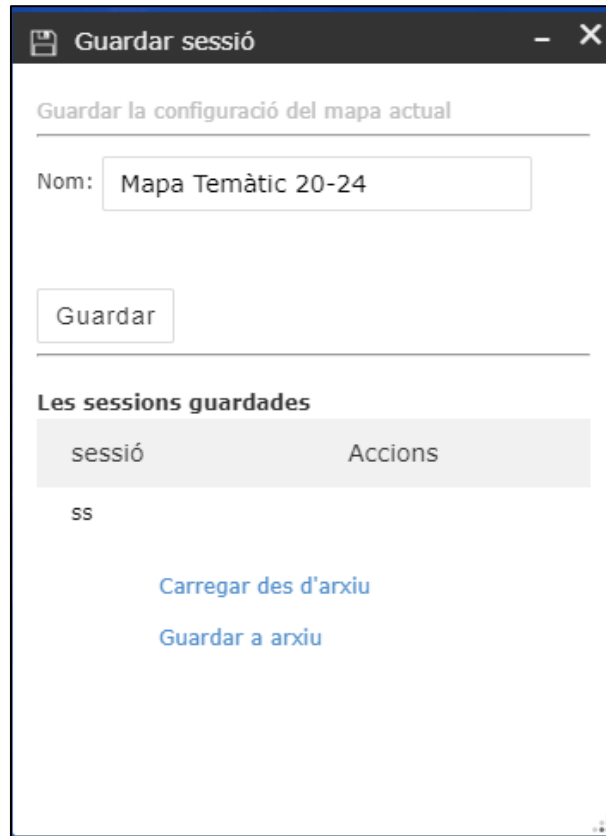 Guardar sessió
Guardar la configuració del mapa actual
Nom: Mapa Temàtic 20-24
Guardar
Les sessions guardades
sessió Accions
ss
Carregar des d'arxiu
Guardar a arxiu